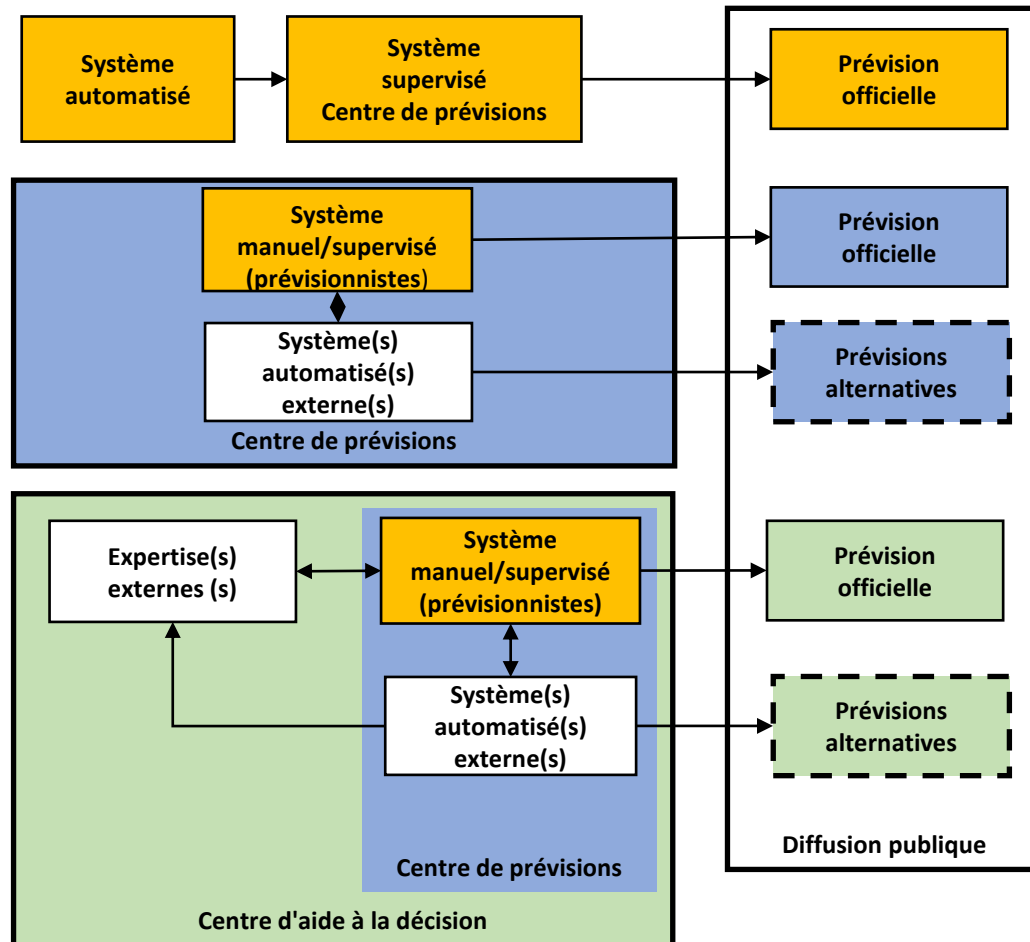 Système
automatisé
Système
supervisé
Centre de prévisions
Prévision
officielle
Système
manuel/supervisé
(prévisionnistes)
Système(s)
automatisé(s)
externe(s)
Centre de prévisions
Prévision
officielle
Prévisions
alternatives
Expertise(s)
externes (s)
Système
manuel/supervisé
(prévisionnistes)
Système(s)
automatisé(s)
externe(s)
Centre de prévisions
Centre d'aide à la décision
Prévision
officielle
Prévisions
alternatives
Diffusion publique